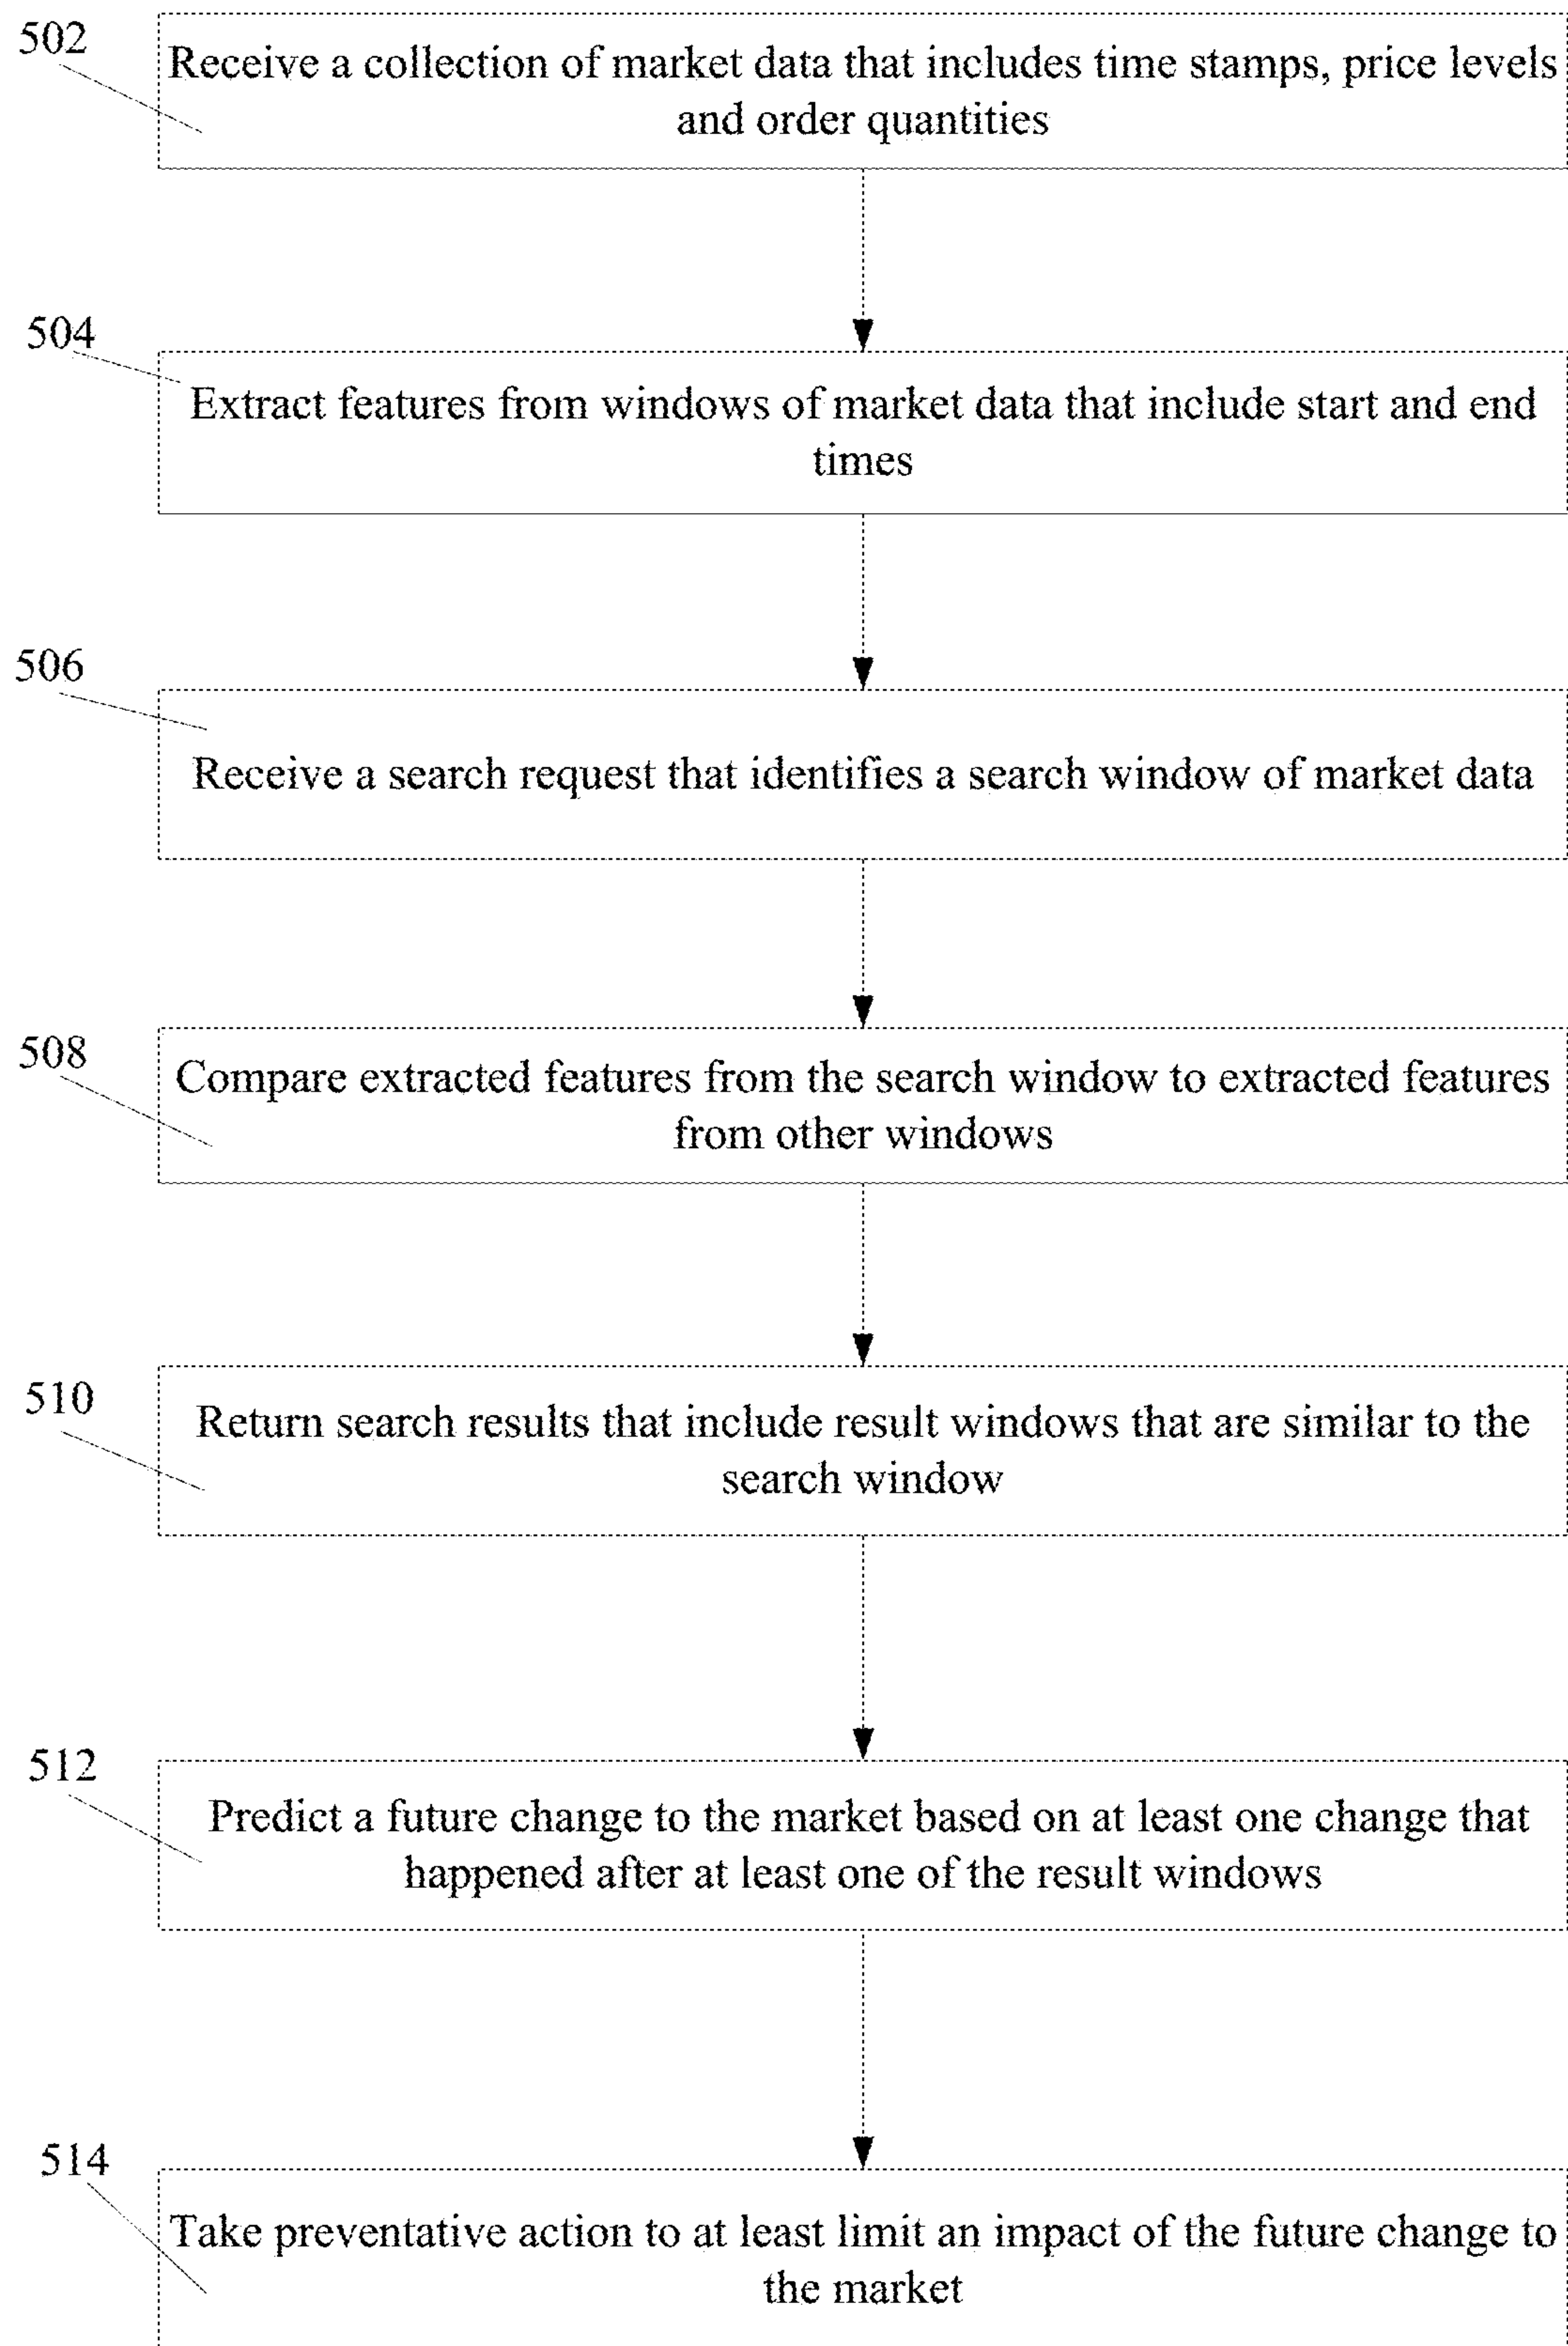 502
Receive a collection of market data that includes time stamps, price levels
and order quantities
504
Extract features from windows of market data that include start and end
times
506
Receive a search request that identifies a search window of market data
508
Compare extracted features from the search window to extracted features
from other windows
510
Return search results that include result windows that are similar to the
search window
512
Predict a future change to the market based on at least one change that
happened after at least one of the result windows
514
Take preventative action to at least limit an impact of the future change to
the market